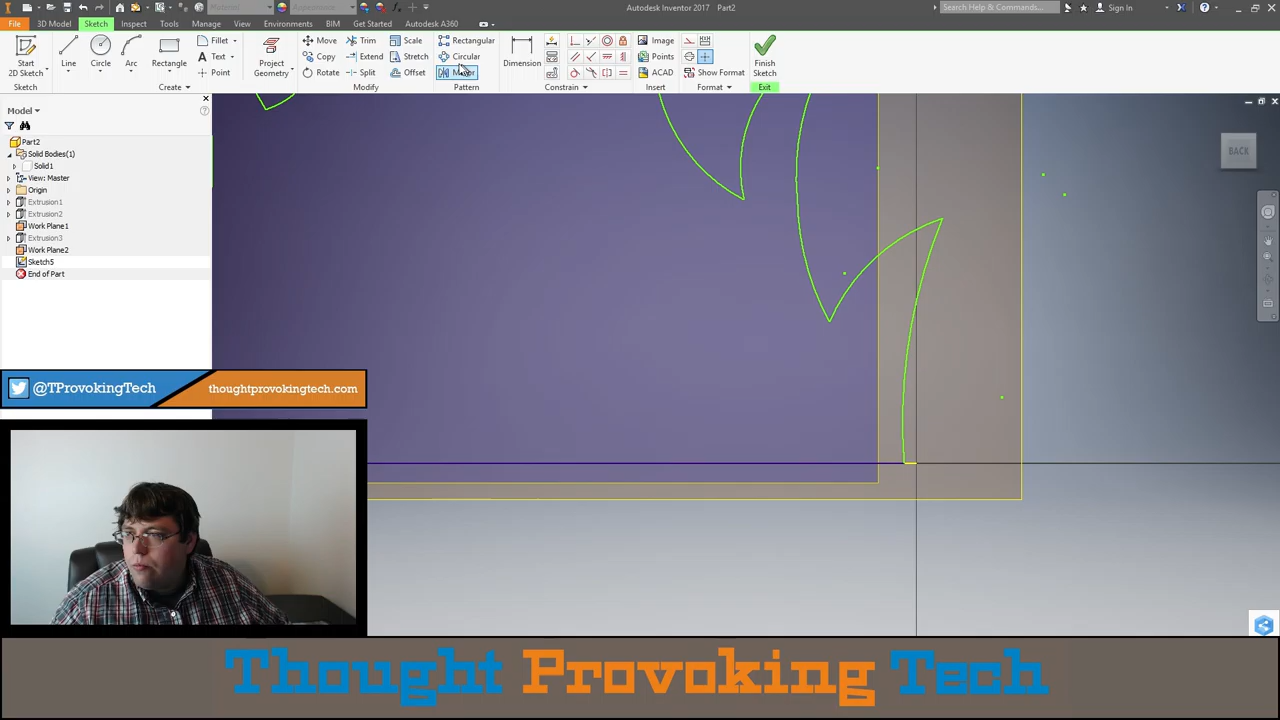 Autodesk Inventor 2017 Part2
Search Help & Commands...
Sign In
File 3D Model Sketch Inspect Tools Manage View Environments BIM Get Started Autodesk A360
Start
2D Sketch
Line
Circle
Arc
Rectangle
Fillet
Text
Point
Project
Geometry
Move
Copy
Rotate
Trim
Extend
Split
Scale
Stretch
Offset
Rectangular
Circular
Dimension
Image
Points
ACAD
Show Format
Finish
Sketch
Sketch Create Modify Pattern Constrain Insert Format Exit
Model
Part2
Solid Bodies(1)
Solid1
View: Master
Origin
Extrusion1
Extrusion2
Work Plane1
Extrusion3
Work Plane2
Sketch5
End of Part
BACK
@TProvokingTech thoughtprovokingtech.com
Thought Provoking Tech